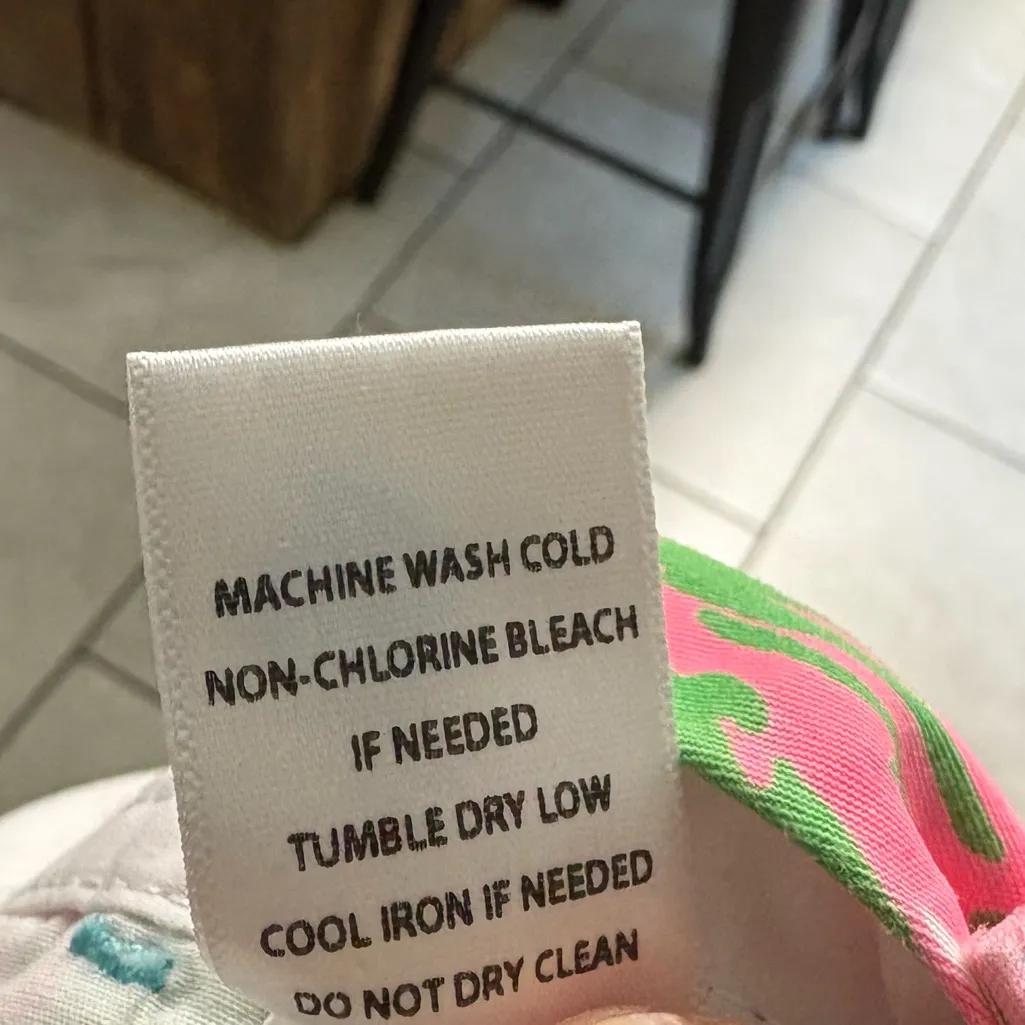 MACHINE WASH COLD
NON-CHLORINE BLEACH
IF NEEDED
TUMBLE DRY LOW
COOL IRON IF NEEDED
DO NOT DRY CLEAN